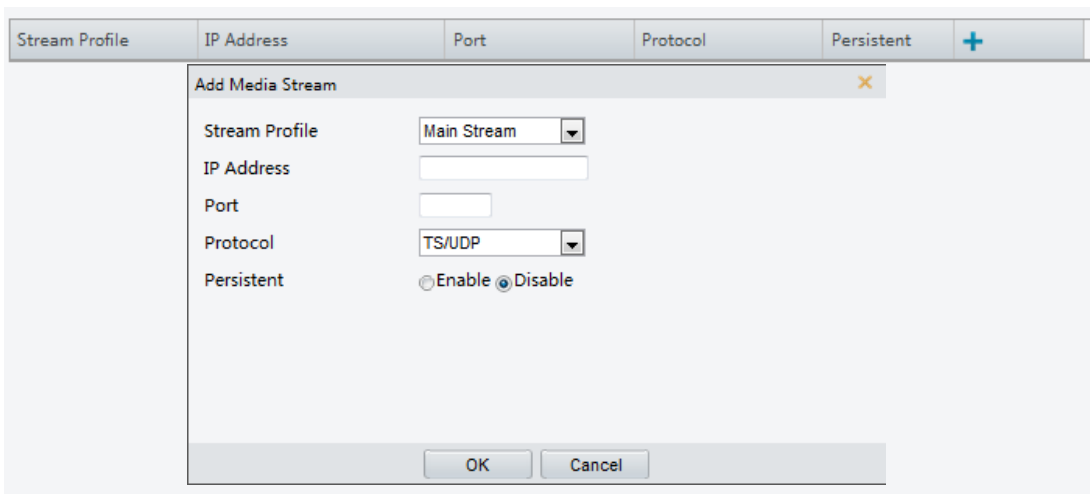 Stream Profile IP Address Port Protocol Persistent +
Add Media Stream ×
Stream Profile Main Stream
IP Address
Port
Protocol TS/UDP
Persistent Enable Disable
OK Cancel